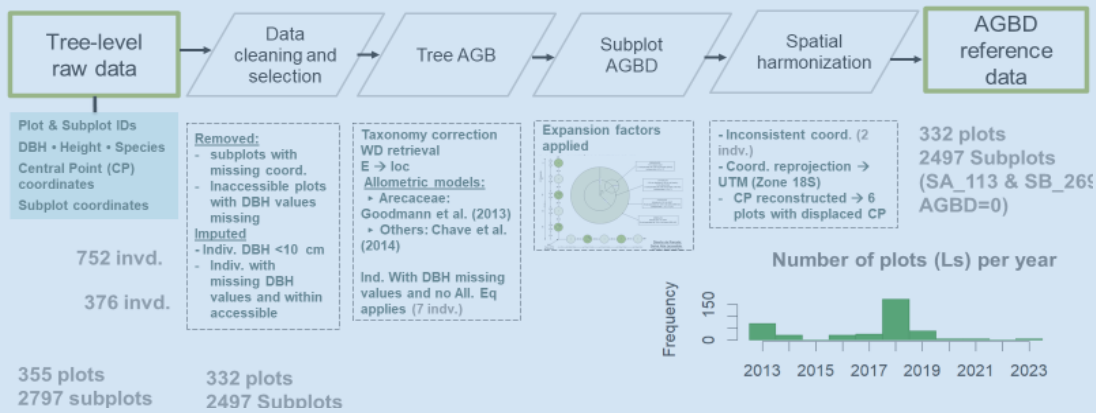 Tree-level
raw data
Data
cleaning and
selection
Tree AGB
Subplot
AGBD
Spatial
harmonization
AGBD
reference
data
Plot & Subplot IDs
DBH • Height • Species
Central Point (CP)
coordinates
Subplot coordinates
752 invd.
376 invd.
355 plots
2797 subplots
Removed:
- subplots with
missing coord.
- Inaccessible plots
with DBH values
missing
Imputed
- Indiv. DBH <10 cm
- Indiv. with
missing DBH
values and within
accessible
332 plots
2497 Subplots
Taxonomy correction
WD retrieval
E → loc
Allometric models:
‣ Arecaceae:
Goodmann et al. (2013)
‣ Others: Chave et al.
(2014)
Ind. With DBH missing
values and no All. Eq
applies (7 indv.)
Expansion factors
applied
- Inconsistent coord. (2
indv.)
- Coord. reprojection →
UTM (Zone 18S)
- CP reconstructed → 6
plots with displaced CP
332 plots
2497 Subplots
(SA_113 & SB_269
AGBD=0)
Number of plots (Ls) per year
Frequency
150
0
2013 2015 2017 2019 2021 2023